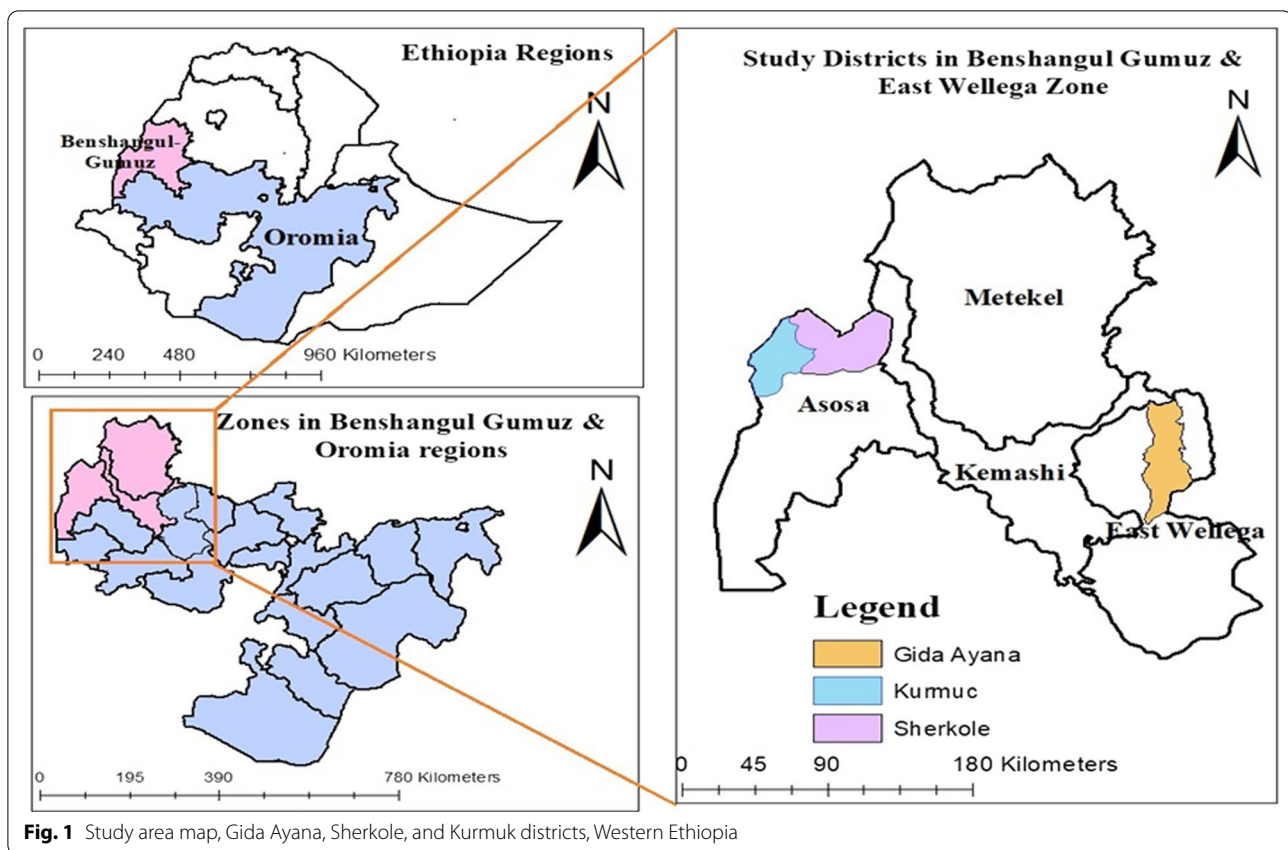 Ethiopia Regions
N
Benshangul-
Gumuz
Oromia
0 240 480 960 Kilometers
Zones in Benshangul Gumuz &
Oromia regions
N
0 195 390 780 Kilometers
Study Districts in Benshangul Gumuz &
East Wellega Zone
N
Metekel
Asosa
Kemashi
East Wellega
Legend
Gida Ayana
Kurmuc
Sherkole
0 45 90 180 Kilometers
Fig. 1 Study area map, Gida Ayana, Sherkole, and Kurmuk districts, Western Ethiopia